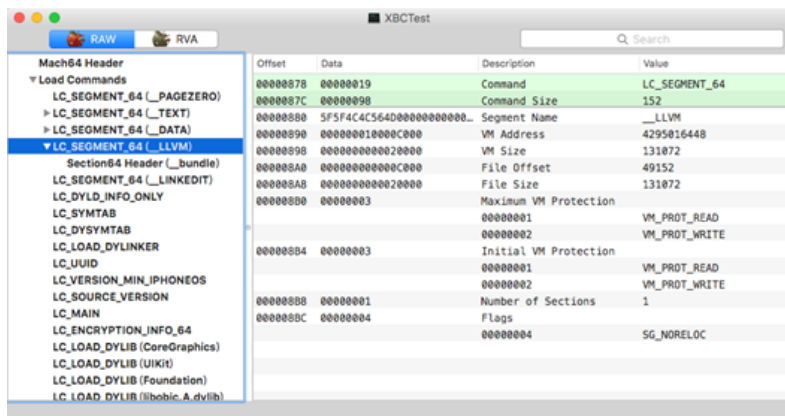 XBCTest
RAW RVA Search
Mach64 Header
Load Commands
LC_SEGMENT_64 (__PAGEZERO)
LC_SEGMENT_64 (__TEXT)
LC_SEGMENT_64 (__DATA)
LC_SEGMENT_64 (__LLVM)
Section64 Header (__bundle)
LC_SEGMENT_64 (__LINKEDIT)
LC_DYLD_INFO_ONLY
LC_SYMTAB
LC_DYSYMTAB
LC_LOAD_DYLINKER
LC_UUID
LC_VERSION_MIN_IPHONEOS
LC_SOURCE_VERSION
LC_MAIN
LC_ENCRYPTION_INFO_64
LC_LOAD_DYLIB (CoreGraphics)
LC_LOAD_DYLIB (UIKit)
LC_LOAD_DYLIB (Foundation)
LC_LOAD_DYLIB (libobjc.A.dylib)
Offset Data Description Value
00000878 00000019 Command LC_SEGMENT_64
0000087C 00000098 Command Size 152
00000880 5F5F4C4C564D00000000000... Segment Name __LLVM
00000890 000000010000C000 VM Address 4295016448
00000898 0000000000020000 VM Size 131072
000008A0 000000000000C000 File Offset 49152
000008A8 0000000000020000 File Size 131072
000008B0 00000003 Maximum VM Protection
00000001 VM_PROT_READ
00000002 VM_PROT_WRITE
000008B4 00000003 Initial VM Protection
00000001 VM_PROT_READ
00000002 VM_PROT_WRITE
000008B8 00000001 Number of Sections 1
000008BC 00000004 Flags
00000004 SG_NORELOC